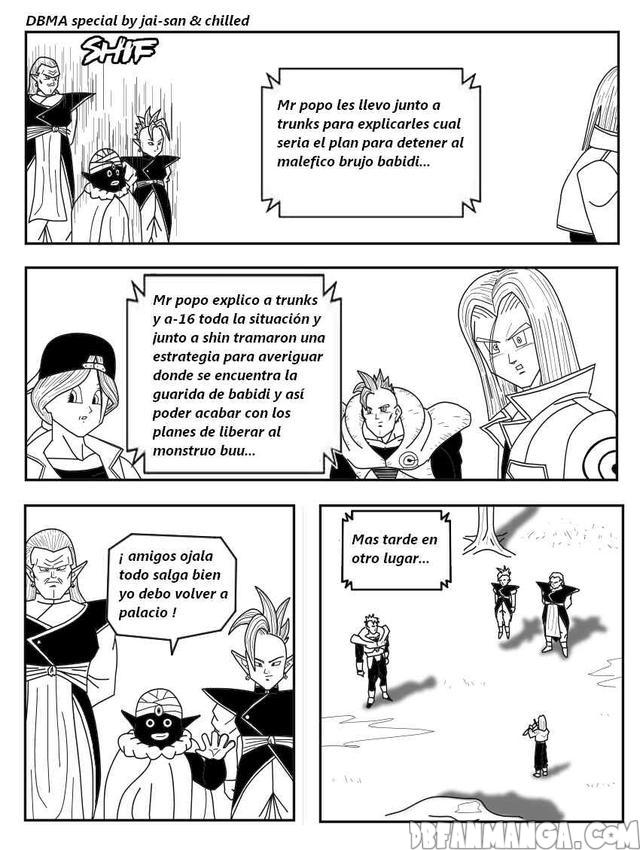 DBMA special by jai-san & chilled
SHIF
Mr popo les llevo junto a
trunks para explicarles cual
seria el plan para detener al
malefico brujo babidi...
Mr popo explico a trunks
y a-16 toda la situación y
junto a shin tramaron una
estrategia para averiguar
donde se encuentra la
guarida de babidi y así
poder acabar con los
planes de liberar al
monstruo buu...
¡ amigos ojala
todo salga bien
yo debo volver a
palacio !
Mas tarde en
otro lugar...
DBFANMANGA.COM